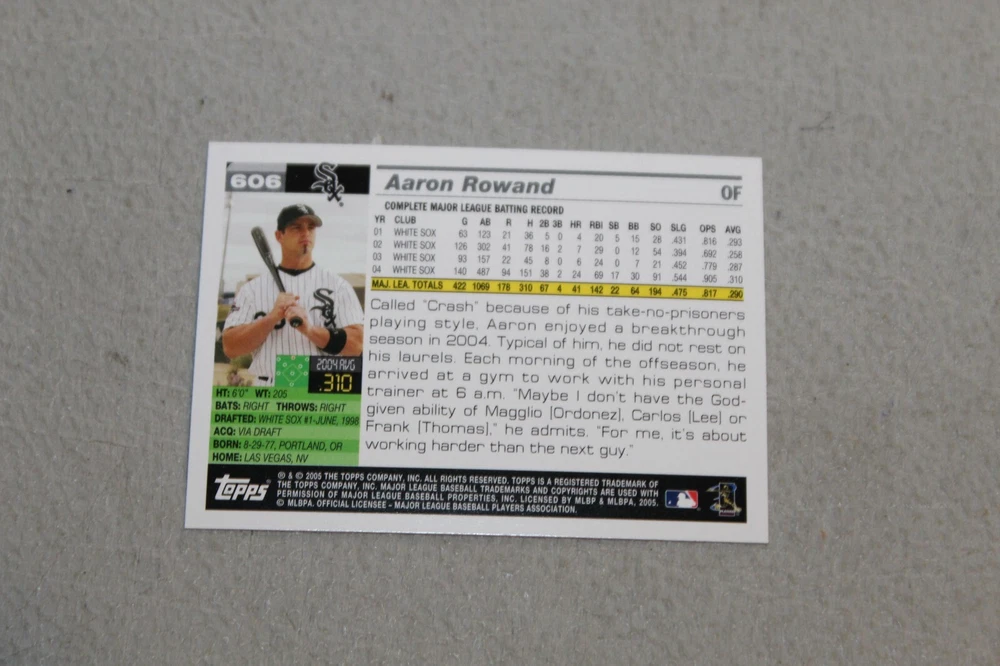 606
Sox
Aaron Rowand
OF
COMPLETE MAJOR LEAGUE BATTING RECORD
YR CLUB G AB R H 2B 3B HR RBI SB BB SO SLG OPS AVG
01 WHITE SOX 63 123 21 36 5 0 4 20 5 15 28 .431 .816 .293
02 WHITE SOX 126 302 41 78 16 2 7 29 0 12 54 .394 .692 .258
03 WHITE SOX 93 157 22 45 8 0 6 24 0 7 21 .452 .779 .287
04 WHITE SOX 140 487 94 151 38 2 24 69 17 30 91 .544 .905 .310
MAJ. LEA. TOTALS 422 1069 178 310 67 4 41 142 22 64 194 .475 .817 .290
Called "Crash" because of his take-no-prisoners
playing style, Aaron enjoyed a breakthrough
season in 2004. Typical of him, he did not rest on
his laurels. Each morning of the offseason, he
arrived at a gym to work with his personal
trainer at 6 a.m. "Maybe I don't have the God-
given ability of Magglio [Ordonez], Carlos [Lee] or
Frank [Thomas]," he admits. "For me, it's about
working harder than the next guy."
Sox
2004 AVG
.310
HT: 6'0" WT: 205
BATS: RIGHT THROWS: RIGHT
DRAFTED: WHITE SOX #1-JUNE, 1998
ACQ: VIA DRAFT
BORN: 8-29-77, PORTLAND, OR
HOME: LAS VEGAS, NV
Topps
® & © 2005 THE TOPPS COMPANY, INC. ALL RIGHTS RESERVED. TOPPS IS A REGISTERED TRADEMARK OF
THE TOPPS COMPANY, INC. MAJOR LEAGUE BASEBALL TRADEMARKS AND COPYRIGHTS ARE USED WITH
PERMISSION OF MAJOR LEAGUE BASEBALL PROPERTIES, INC. LICENSED BY MLBP & MLBPA, 2005.
© MLBPA. OFFICIAL LICENSEE - MAJOR LEAGUE BASEBALL PLAYERS ASSOCIATION.